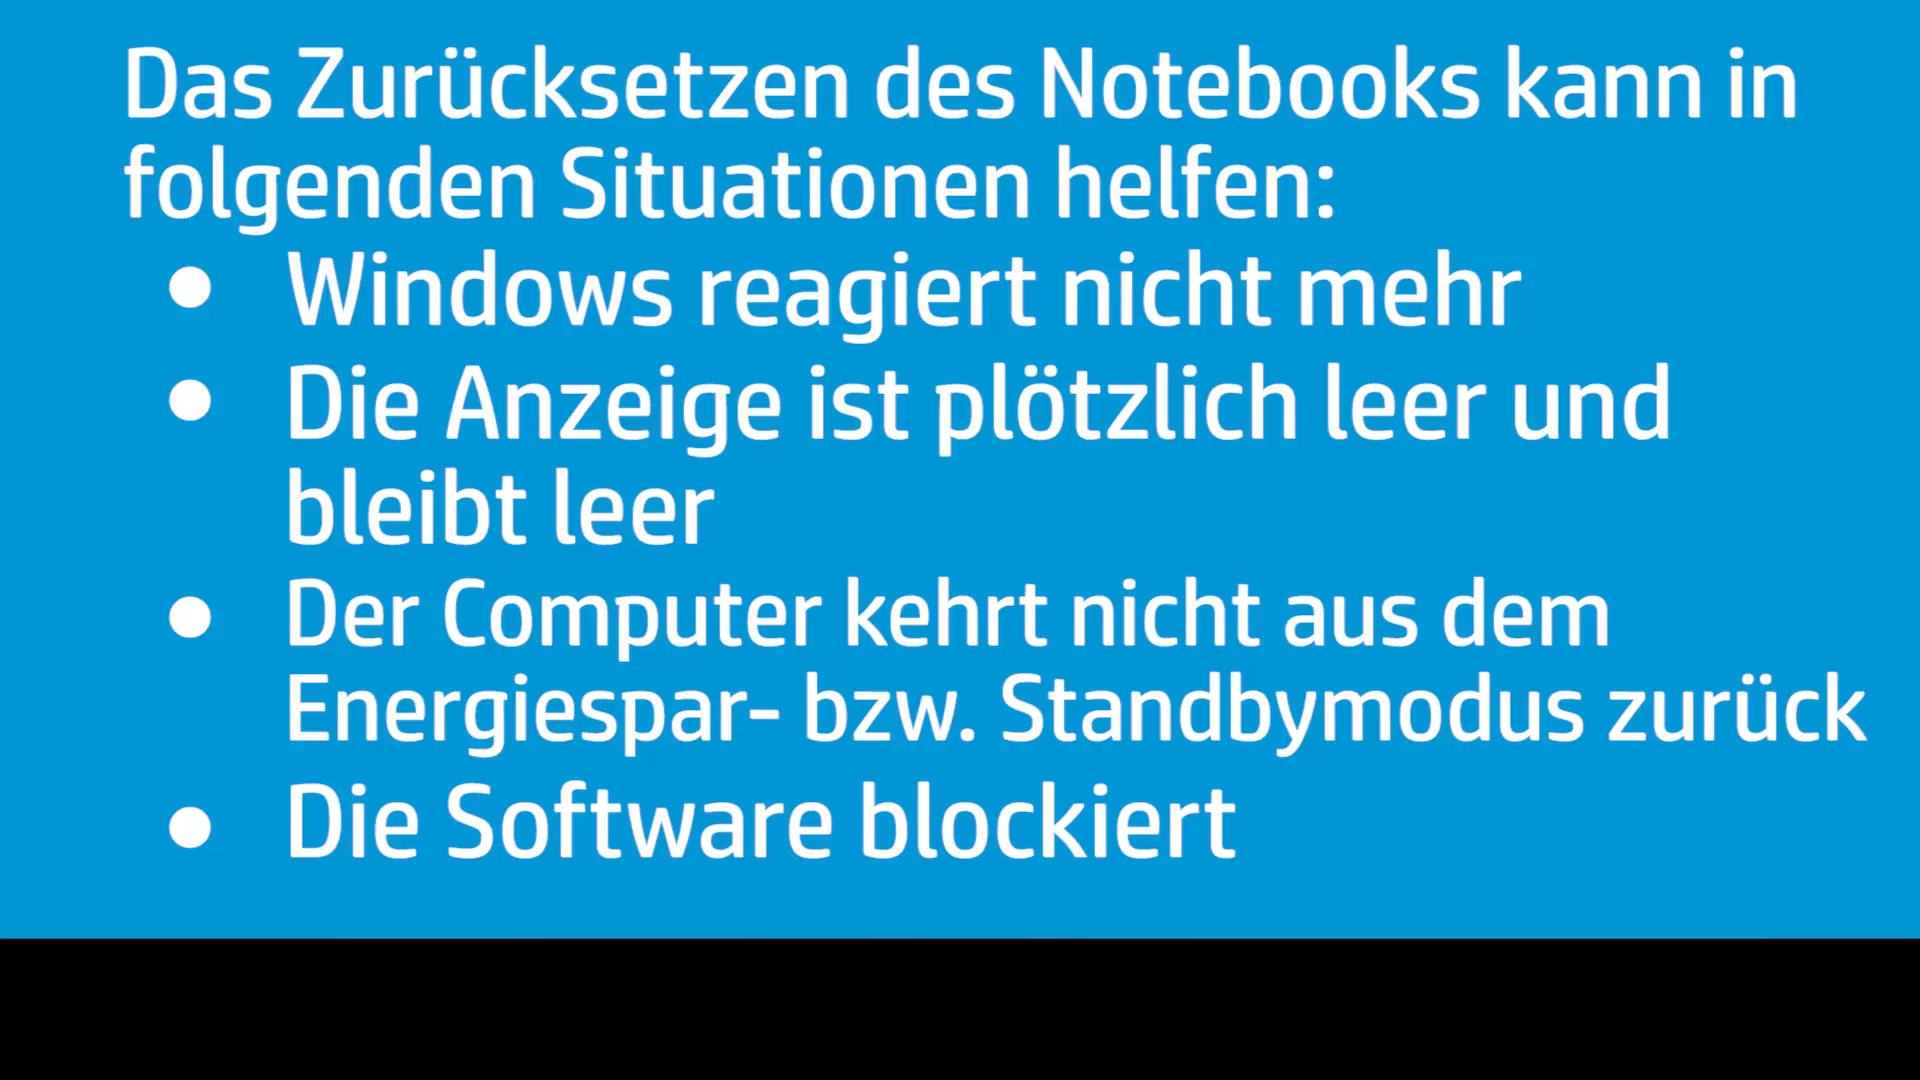 Das Zurücksetzen des Notebooks kann in
folgenden Situationen helfen:
● Windows reagiert nicht mehr
● Die Anzeige ist plötzlich leer und
bleibt leer
● Der Computer kehrt nicht aus dem
Energiespar- bzw. Standbymodus zurück
● Die Software blockiert